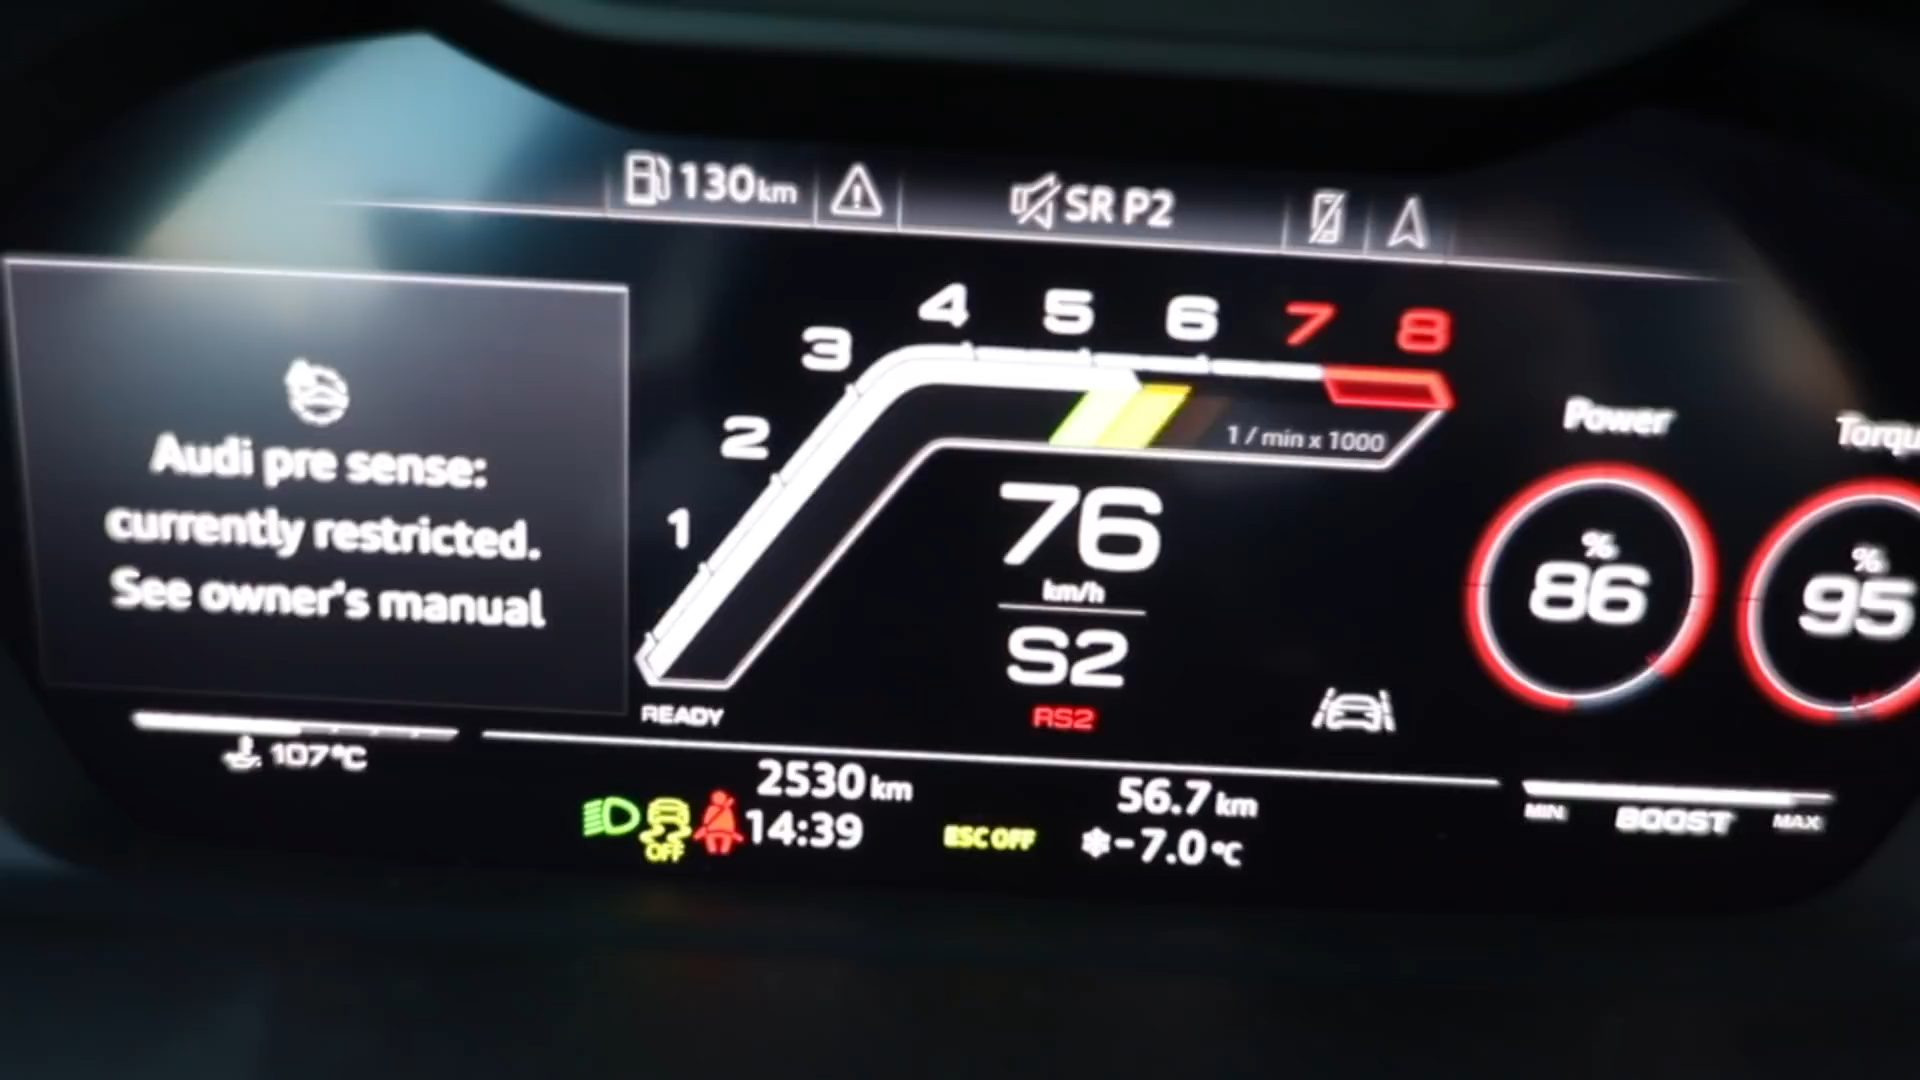 130 km
SR P2
Audi pre sense:
currently restricted.
See owner's manual
1
2
3
4
5
6
7
8
1 / min x 1000
76
km/h
S2
RS2
READY
Power
%
86
%
95
107°C
2530 km
14:39
OFF
ESC OFF
56.7 km
-7.0 °C
MIN
BOOST
MAX